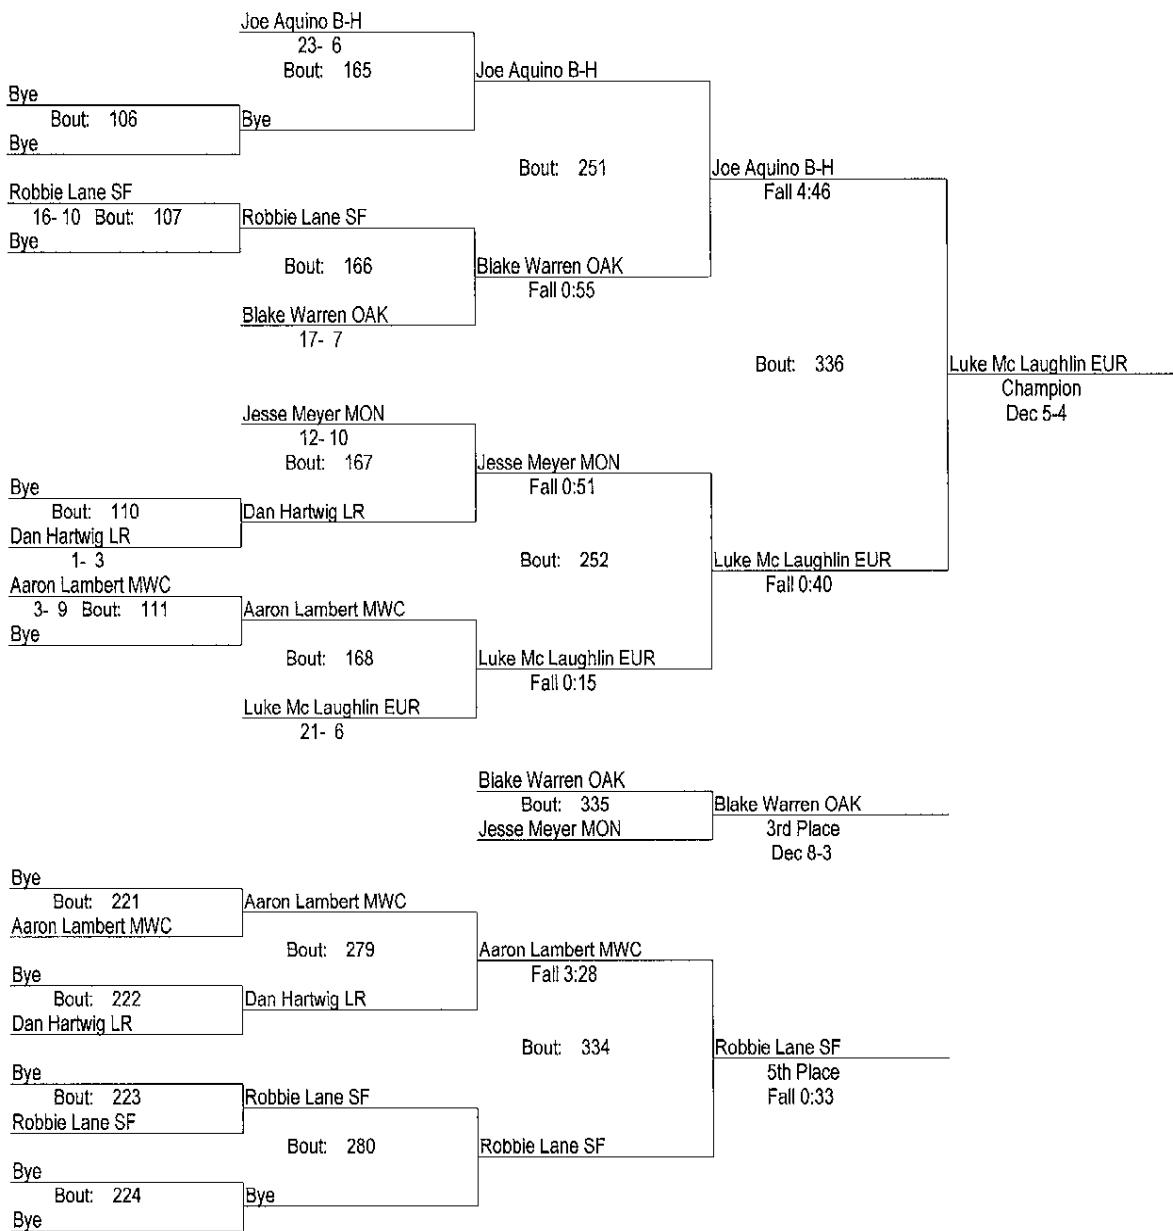 Joe Aquino B-H
23- 6
Bout: 165
Joe Aquino B-H
Bye
Bout: 106
Bye
Bye
Bout: 251
Joe Aquino B-H
Fall 4:46
Robbie Lane SF
16- 10 Bout: 107
Robbie Lane SF
Bye
Bout: 166
Blake Warren OAK
Fall 0:55
Blake Warren OAK
17- 7
Bout: 336
Luke Mc Laughlin EUR
Champion
Dec 5-4
Jesse Meyer MON
12- 10
Bout: 167
Jesse Meyer MON
Fall 0:51
Bye
Bout: 110
Dan Hartwig LR
Dan Hartwig LR
1- 3
Bout: 252
Luke Mc Laughlin EUR
Fall 0:40
Aaron Lambert MWC
3- 9 Bout: 111
Aaron Lambert MWC
Bye
Bout: 168
Luke Mc Laughlin EUR
Fall 0:15
Luke Mc Laughlin EUR
21- 6
Blake Warren OAK
Bout: 335
Blake Warren OAK
Jesse Meyer MON
3rd Place
Dec 8-3
Bye
Bout: 221
Aaron Lambert MWC
Aaron Lambert MWC
Bout: 279
Aaron Lambert MWC
Fall 3:28
Bye
Bout: 222
Dan Hartwig LR
Dan Hartwig LR
Bout: 334
Robbie Lane SF
5th Place
Fall 0:33
Bye
Bout: 223
Robbie Lane SF
Robbie Lane SF
Bout: 280
Robbie Lane SF
Bye
Bout: 224
Bye
Bye